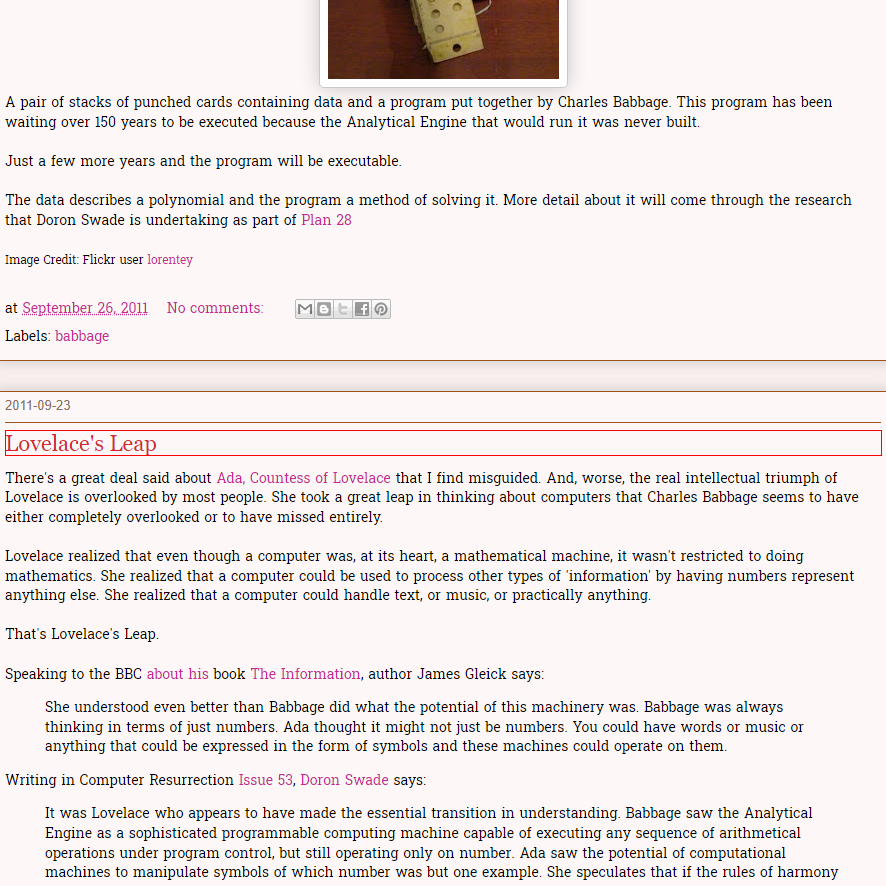 A pair of stacks of punched cards containing data and a program put together by Charles Babbage. This program has been
waiting over 150 years to be executed because the Analytical Engine that would run it was never built.
Just a few more years and the program will be executable.
The data describes a polynomial and the program a method of solving it. More detail about it will come through the research
that Doron Swade is undertaking as part of Plan 28
Image Credit: Flickr user lorentey
at September 26, 2011 No comments:
Labels: babbage
2011-09-23
Lovelace's Leap
There's a great deal said about Ada, Countess of Lovelace that I find misguided. And, worse, the real intellectual triumph of
Lovelace is overlooked by most people. She took a great leap in thinking about computers that Charles Babbage seems to have
either completely overlooked or to have missed entirely.
Lovelace realized that even though a computer was, at its heart, a mathematical machine, it wasn't restricted to doing
mathematics. She realized that a computer could be used to process other types of 'information' by having numbers represent
anything else. She realized that a computer could handle text, or music, or practically anything.
That's Lovelace's Leap.
Speaking to the BBC about his book The Information, author James Gleick says:
She understood even better than Babbage did what the potential of this machinery was. Babbage was always
thinking in terms of just numbers. Ada thought it might not just be numbers. You could have words or music or
anything that could be expressed in the form of symbols and these machines could operate on them.
Writing in Computer Resurrection Issue 53, Doron Swade says:
It was Lovelace who appears to have made the essential transition in understanding. Babbage saw the Analytical
Engine as a sophisticated programmable computing machine capable of executing any sequence of arithmetical
operations under program control, but still operating only on number. Ada saw the potential of computational
machines to manipulate symbols of which number was but one example. She speculates that if the rules of harmony